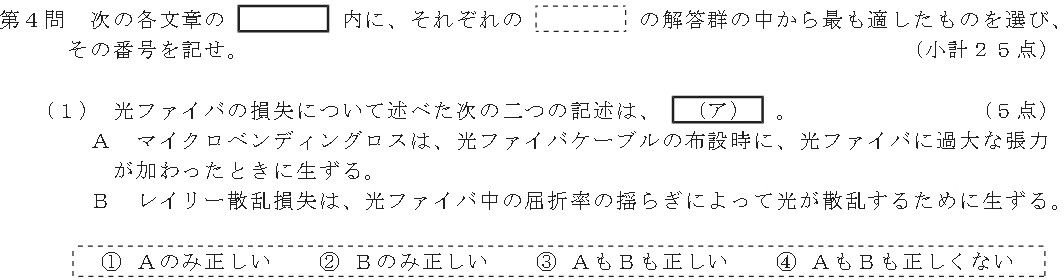 第４問　次の各文章の　　　　内に、それぞれの　　　　の解答群の中から最も適したものを選び、
その番号を記せ。　（小計２５点）
（１）　光ファイバの損失について述べた次の二つの記述は、　（ア）　。　（５点）
Ａ　マイクロベンディングロスは、光ファイバケーブルの布設時に、光ファイバに過大な張力
が加わったときに生ずる。
Ｂ　レイリー散乱損失は、光ファイバ中の屈折率の揺らぎによって光が散乱するために生ずる。
①　Ａのみ正しい　②　Ｂのみ正しい　③　ＡもＢも正しい　④　ＡもＢも正しくない